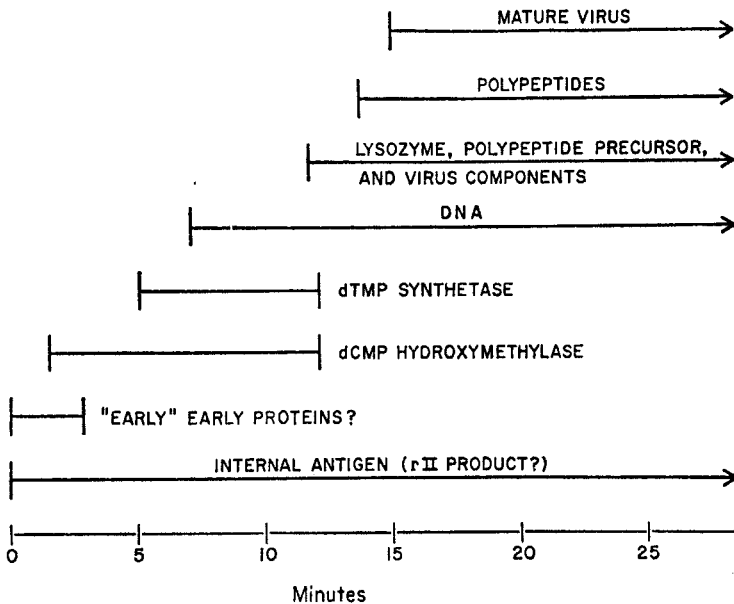 MATURE VIRUS
POLYPEPTIDES
LYSOZYME, POLYPEPTIDE PRECURSOR,
AND VIRUS COMPONENTS
DNA
dTMP SYNTHETASE
dCMP HYDROXYMETHYLASE
"EARLY" EARLY PROTEINS?
INTERNAL ANTIGEN (rII PRODUCT?)
0 5 10 15 20 25
Minutes